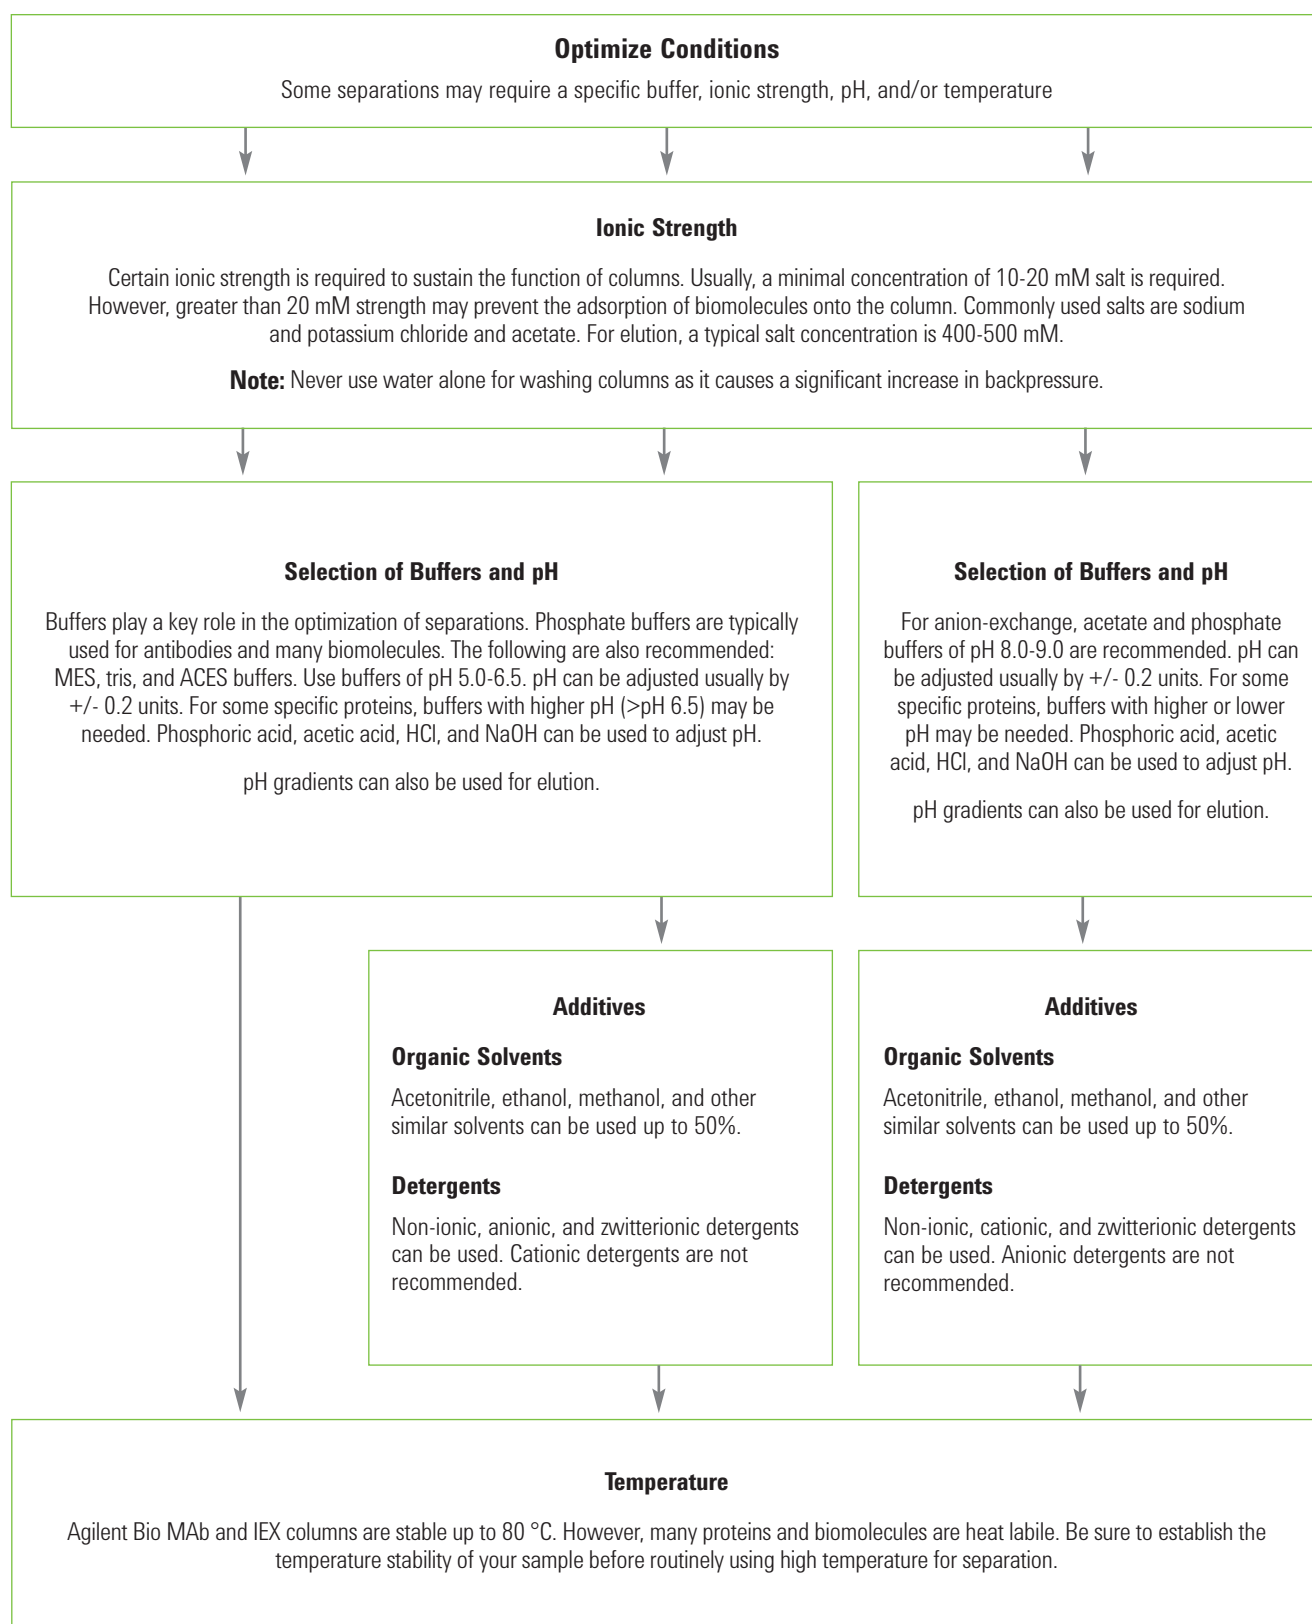 Optimize Conditions
Some separations may require a specific buffer, ionic strength, pH, and/or temperature
Ionic Strength
Certain ionic strength is required to sustain the function of columns. Usually, a minimal concentration of 10-20 mM salt is required.
However, greater than 20 mM strength may prevent the adsorption of biomolecules onto the column. Commonly used salts are sodium
and potassium chloride and acetate. For elution, a typical salt concentration is 400-500 mM.
Note: Never use water alone for washing columns as it causes a significant increase in backpressure.
Selection of Buffers and pH
Buffers play a key role in the optimization of separations. Phosphate buffers are typically
used for antibodies and many biomolecules. The following are also recommended:
MES, tris, and ACES buffers. Use buffers of pH 5.0-6.5. pH can be adjusted usually by
+/- 0.2 units. For some specific proteins, buffers with higher pH (>pH 6.5) may be
needed. Phosphoric acid, acetic acid, HCl, and NaOH can be used to adjust pH.
pH gradients can also be used for elution.
Selection of Buffers and pH
For anion-exchange, acetate and phosphate
buffers of pH 8.0-9.0 are recommended. pH can
be adjusted usually by +/- 0.2 units. For some
specific proteins, buffers with higher or lower
pH may be needed. Phosphoric acid, acetic
acid, HCl, and NaOH can be used to adjust pH.
pH gradients can also be used for elution.
Additives
Organic Solvents
Acetonitrile, ethanol, methanol, and other
similar solvents can be used up to 50%.
Detergents
Non-ionic, anionic, and zwitterionic detergents
can be used. Cationic detergents are not
recommended.
Additives
Organic Solvents
Acetonitrile, ethanol, methanol, and other
similar solvents can be used up to 50%.
Detergents
Non-ionic, cationic, and zwitterionic detergents
can be used. Anionic detergents are not
recommended.
Temperature
Agilent Bio MAb and IEX columns are stable up to 80 °C. However, many proteins and biomolecules are heat labile. Be sure to establish the
temperature stability of your sample before routinely using high temperature for separation.